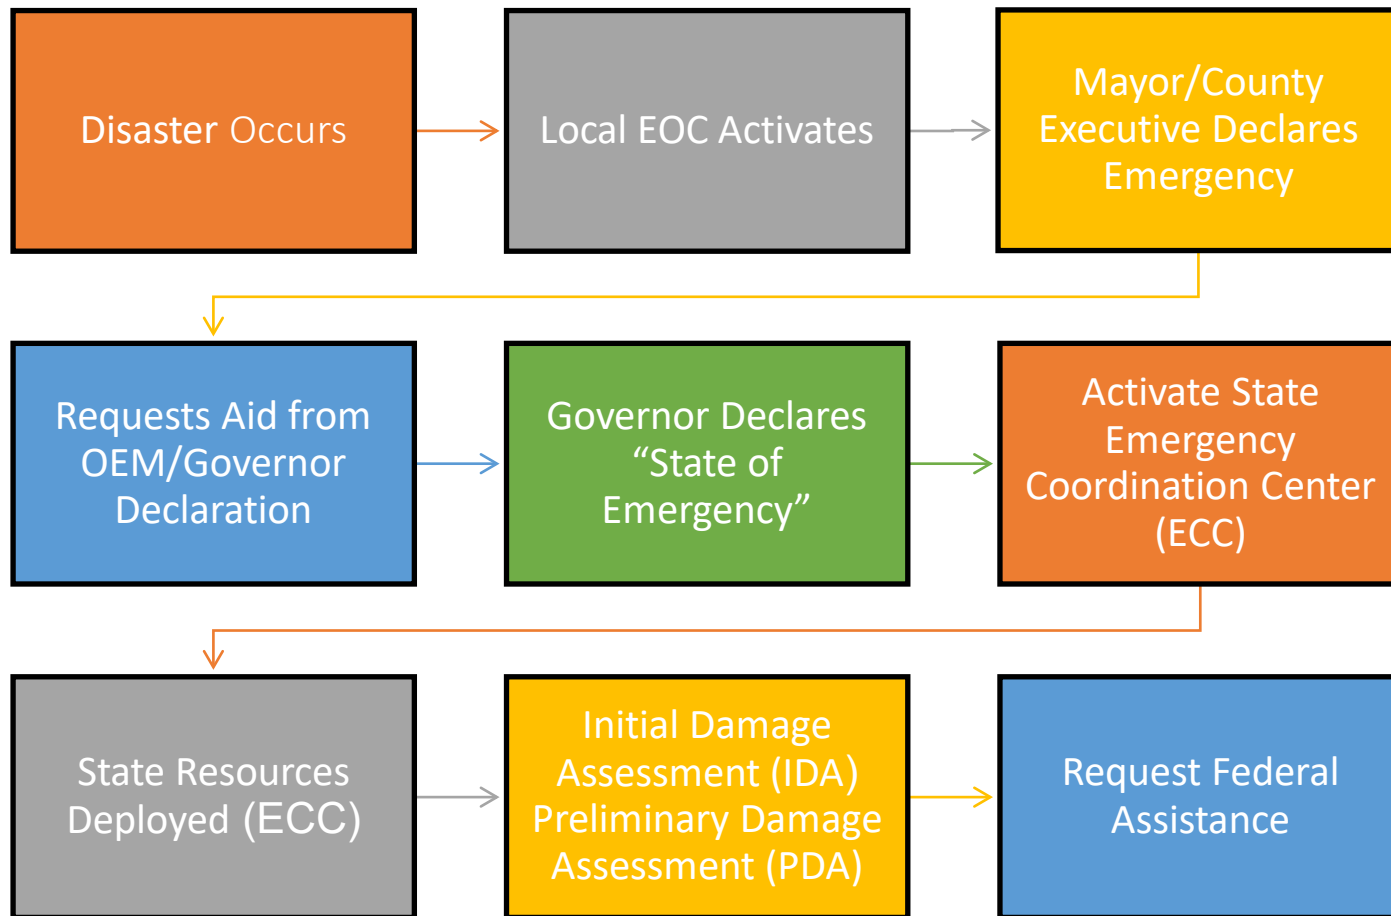 Disaster Occurs
Local EOC Activates
Mayor/County
Executive Declares
Emergency
Requests Aid from
OEM/Governor
Declaration
Governor Declares
“State of
Emergency”
Activate State
Emergency
Coordination Center
(ECC)
State Resources
Deployed (ECC)
Initial Damage
Assessment (IDA)
Preliminary Damage
Assessment (PDA)
Request Federal
Assistance